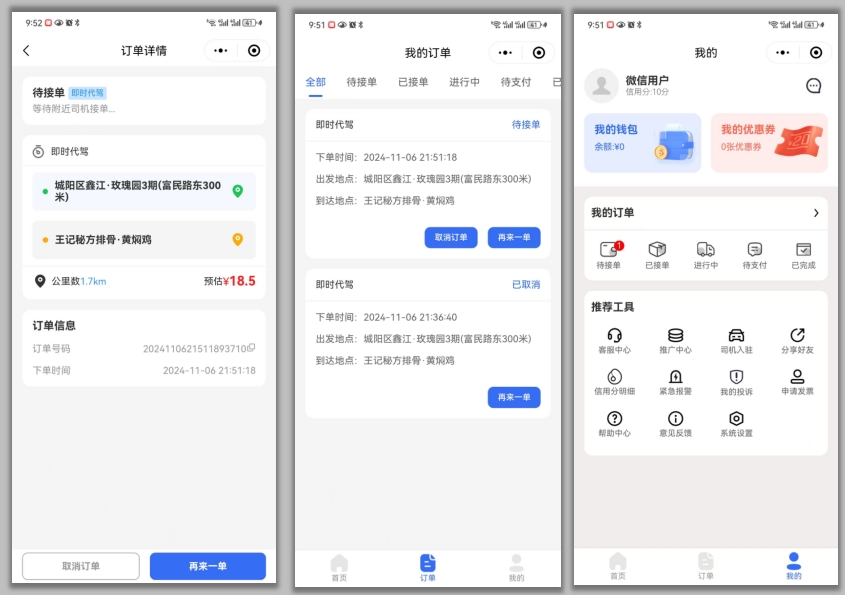 9:52
61
订单详情
待接单 即时代驾
等待附近司机接单...
即时代驾
城阳区鑫江·玫瑰园3期(富民路东300
米)
王记秘方排骨·黄焖鸡
公里数1.7km 预估¥18.5
订单信息
订单号码 2024110621511893710
下单时间 2024-11-06 21:51:18
取消订单 再来一单
9:51
61
我的订单
全部 待接单 已接单 进行中 待支付 已
即时代驾 待接单
下单时间: 2024-11-06 21:51:18
出发地点: 城阳区鑫江·玫瑰园3期(富民路东300米)
到达地点: 王记秘方排骨·黄焖鸡
取消订单 再来一单
即时代驾 已取消
下单时间: 2024-11-06 21:36:40
出发地点: 城阳区鑫江·玫瑰园3期(富民路东300米)
到达地点: 王记秘方排骨·黄焖鸡
再来一单
首页 订单 我的
9:51
61
我的
微信用户
信用分:10分
我的钱包
余额:¥0
我的优惠券
0张优惠券
20
我的订单
1
待接单 已接单 进行中 待支付 已完成
推荐工具
客服中心 推广中心 司机入驻 分享好友
信用分明细 紧急报警 我的投诉 申请发票
帮助中心 意见反馈 系统设置
首页 订单 我的